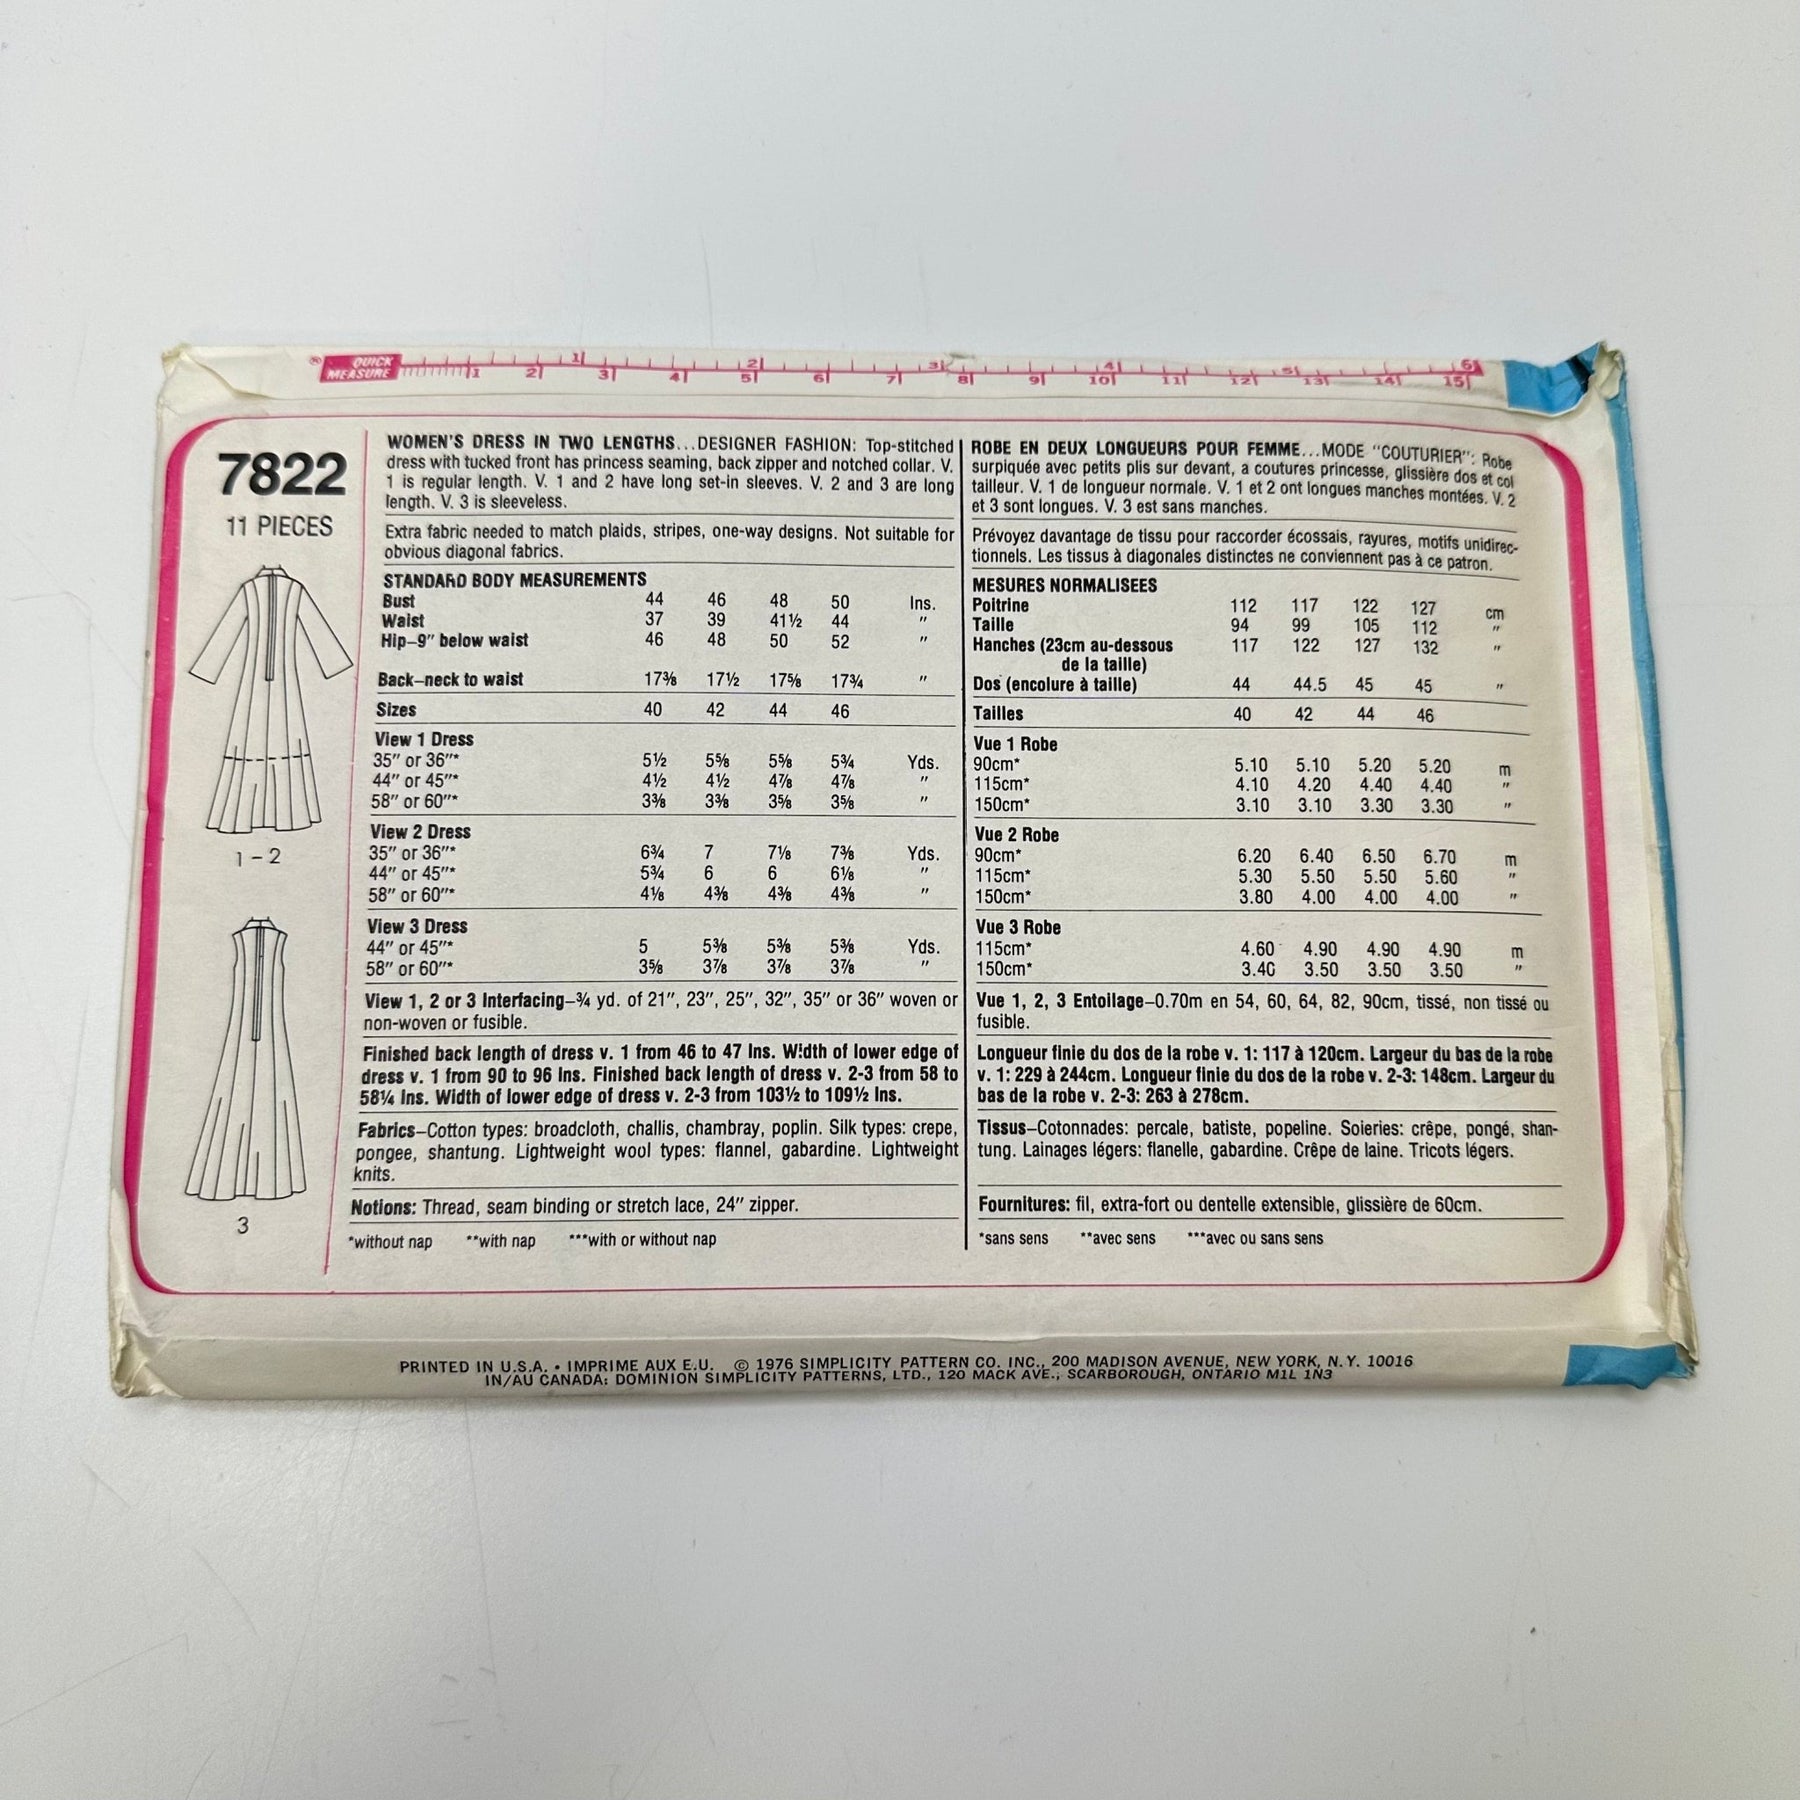 ® QUICK MEASURE
1 2 3 4 5 6
1 2 3 4 5 6 7 8 9 10 11 12 13 14 15
7822
11 PIECES
1 – 2
3
WOMEN'S DRESS IN TWO LENGTHS...DESIGNER FASHION: Top-stitched
dress with tucked front has princess seaming, back zipper and notched collar. V.
1 is regular length. V. 1 and 2 have long set-in sleeves. V. 2 and 3 are long
length. V. 3 is sleeveless.
Extra fabric needed to match plaids, stripes, one-way designs. Not suitable for
obvious diagonal fabrics.
STANDARD BODY MEASUREMENTS
Bust 44 46 48 50 Ins.
Waist 37 39 41½ 44 "
Hip–9" below waist 46 48 50 52 "
Back–neck to waist 17⅜ 17½ 17⅝ 17¾ "
Sizes 40 42 44 46
View 1 Dress
35" or 36"* 5½ 5⅝ 5⅝ 5¾ Yds.
44" or 45"* 4½ 4½ 4⅞ 4⅞ "
58" or 60"* 3⅜ 3⅜ 3⅝ 3⅝ "
View 2 Dress
35" or 36"* 6¾ 7 7⅛ 7⅜ Yds.
44" or 45"* 5¾ 6 6 6⅛ "
58" or 60"* 4⅛ 4⅜ 4⅜ 4⅜ "
View 3 Dress
44" or 45"* 5 5⅜ 5⅜ 5⅜ Yds.
58" or 60"* 3⅝ 3⅞ 3⅞ 3⅞ "
View 1, 2 or 3 Interfacing–¾ yd. of 21", 23", 25", 32", 35" or 36" woven or
non-woven or fusible.
Finished back length of dress v. 1 from 46 to 47 Ins. Width of lower edge of
dress v. 1 from 90 to 96 Ins. Finished back length of dress v. 2-3 from 58 to
58¼ Ins. Width of lower edge of dress v. 2-3 from 103½ to 109½ Ins.
Fabrics–Cotton types: broadcloth, challis, chambray, poplin. Silk types: crepe,
pongee, shantung. Lightweight wool types: flannel, gabardine. Lightweight
knits.
Notions: Thread, seam binding or stretch lace, 24" zipper.
*without nap **with nap ***with or without nap
ROBE EN DEUX LONGUEURS POUR FEMME...MODE "COUTURIER": Robe
surpiquée avec petits plis sur devant, a coutures princesse, glissière dos et col
tailleur. V. 1 de longueur normale. V. 1 et 2 ont longues manches montées. V. 2
et 3 sont longues. V. 3 est sans manches.
Prévoyez davantage de tissu pour raccorder écossais, rayures, motifs unidirec-
tionnels. Les tissus à diagonales distinctes ne conviennent pas à ce patron.
MESURES NORMALISEES
Poitrine 112 117 122 127 cm
Taille 94 99 105 112 "
Hanches (23cm au-dessous 117 122 127 132 "
de la taille)
Dos (encolure à taille) 44 44.5 45 45 "
Tailles 40 42 44 46
Vue 1 Robe
90cm* 5.10 5.10 5.20 5.20 m
115cm* 4.10 4.20 4.40 4.40 "
150cm* 3.10 3.10 3.30 3.30 "
Vue 2 Robe
90cm* 6.20 6.40 6.50 6.70 m
115cm* 5.30 5.50 5.50 5.60 "
150cm* 3.80 4.00 4.00 4.00 "
Vue 3 Robe
115cm* 4.60 4.90 4.90 4.90 m
150cm* 3.40 3.50 3.50 3.50 "
Vue 1, 2, 3 Entoilage–0.70m en 54, 60, 64, 82, 90cm, tissé, non tissé ou
fusible.
Longueur finie du dos de la robe v. 1: 117 à 120cm. Largeur du bas de la robe
v. 1: 229 à 244cm. Longueur finie du dos de la robe v. 2-3: 148cm. Largeur du
bas de la robe v. 2-3: 263 à 278cm.
Tissus–Cotonnades: percale, batiste, popeline. Soieries: crêpe, pongé, shan-
tung. Lainages légers: flanelle, gabardine. Crêpe de laine. Tricots légers.
Fournitures: fil, extra-fort ou dentelle extensible, glissière de 60cm.
*sans sens **avec sens ***avec ou sans sens
PRINTED IN U.S.A. • IMPRIME AUX E.U. © 1976 SIMPLICITY PATTERN CO. INC., 200 MADISON AVENUE, NEW YORK, N.Y. 10016
IN/AU CANADA: DOMINION SIMPLICITY PATTERNS, LTD., 120 MACK AVE., SCARBOROUGH, ONTARIO M1L 1N3